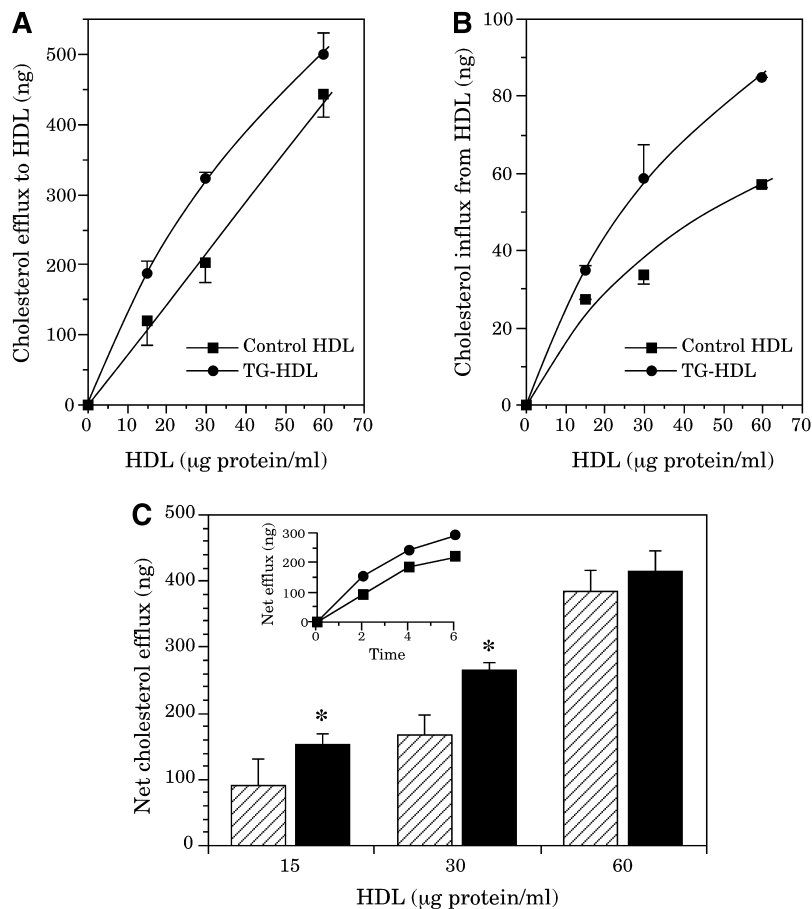 A
Cholesterol efflux to HDL (ng)
500
400
300
200
100
0
0 10 20 30 40 50 60 70
HDL (µg protein/ml)
Control HDL
TG-HDL
B
Cholesterol influx from HDL (ng)
100
80
60
40
20
0
0 10 20 30 40 50 60 70
HDL (µg protein/ml)
Control HDL
TG-HDL
C
Net cholesterol efflux (ng)
500
400
300
200
100
0
Net efflux (ng)
300
200
100
0
0 2 4 6
Time
*
*
15 30 60
HDL (µg protein/ml)